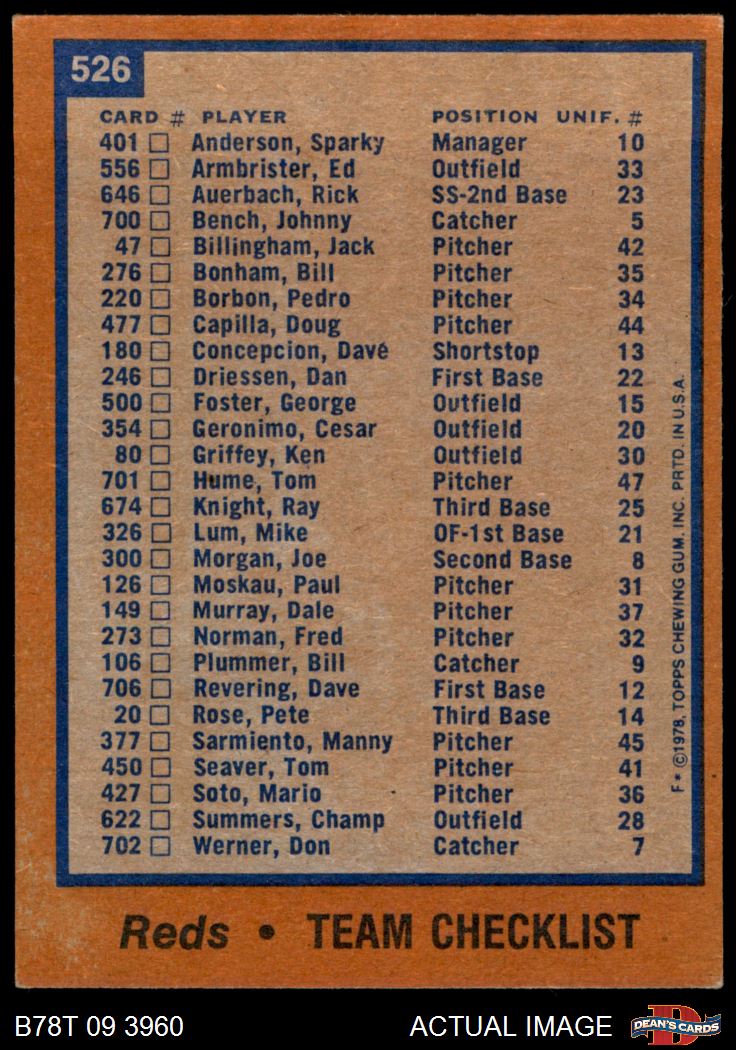 526
CARD # PLAYER POSITION UNIF. #
401 Anderson, Sparky Manager 10
556 Armbrister, Ed Outfield 33
646 Auerbach, Rick SS-2nd Base 23
700 Bench, Johnny Catcher 5
47 Billingham, Jack Pitcher 42
276 Bonham, Bill Pitcher 35
220 Borbon, Pedro Pitcher 34
477 Capilla, Doug Pitcher 44
180 Concepcion, Dave Shortstop 13
246 Driessen, Dan First Base 22
500 Foster, George Outfield 15
354 Geronimo, Cesar Outfield 20
80 Griffey, Ken Outfield 30
701 Hume, Tom Pitcher 47
674 Knight, Ray Third Base 25
326 Lum, Mike OF-1st Base 21
300 Morgan, Joe Second Base 8
126 Moskau, Paul Pitcher 31
149 Murray, Dale Pitcher 37
273 Norman, Fred Pitcher 32
106 Plummer, Bill Catcher 9
706 Revering, Dave First Base 12
20 Rose, Pete Third Base 14
377 Sarmiento, Manny Pitcher 45
450 Seaver, Tom Pitcher 41
427 Soto, Mario Pitcher 36
622 Summers, Champ Outfield 28
702 Werner, Don Catcher 7
F* ©1978, TOPPS CHEWING GUM, INC. PRTD. IN U.S.A.
Reds • TEAM CHECKLIST
B78T 09 3960 ACTUAL IMAGE DEAN'S CARDS